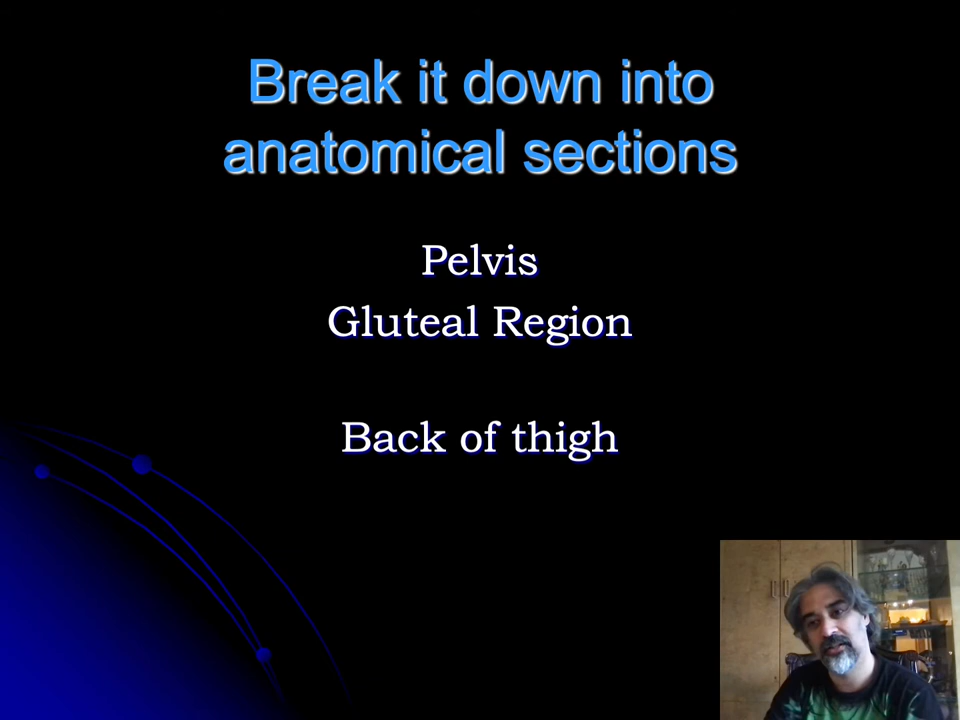 Break it down into
anatomical sections
Pelvis
Gluteal Region
Back of thigh